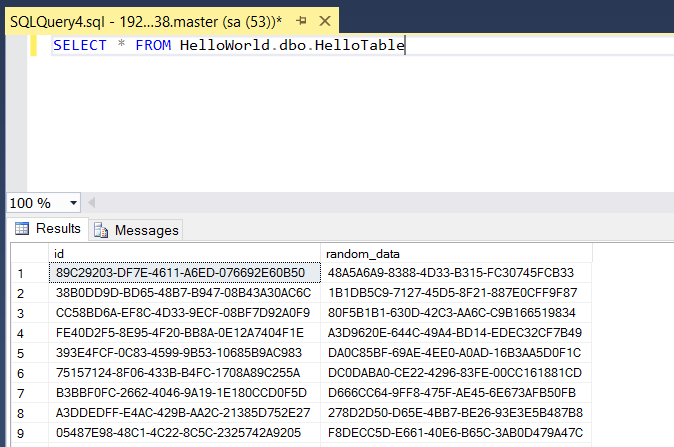 SQLQuery4.sql - 192...38.master (sa (53))*
SELECT * FROM HelloWorld.dbo.HelloTable
100 %
Results Messages
id random_data
1 89C29203-DF7E-4611-A6ED-076692E60B50 48A5A6A9-8388-4D33-B315-FC30745FCB33
2 38B0DD9D-BD65-48B7-B947-08B43A30AC6C 1B1DB5C9-7127-45D5-8F21-887E0CFF9F87
3 CC58BD6A-EF8C-4D33-9ECF-08BF7D92A0F9 80F5B1B1-630D-42C3-AA6C-C9B166519834
4 FE40D2F5-8E95-4F20-BB8A-0E12A7404F1E A3D9620E-644C-49A4-BD14-EDEC32CF7B49
5 393E4FCF-0C83-4599-9B53-10685B9AC983 DA0C85BF-69AE-4EE0-A0AD-16B3AA5D0F1C
6 75157124-8F06-433B-B4FC-1708A89C255A DC0DABA0-CE22-4296-83FE-00CC161881CD
7 B3BBF0FC-2662-4046-9A19-1E180CCD0F5D D666CC64-9FF8-475F-AE45-6E673AFB50FB
8 A3DDEDFF-E4AC-429B-AA2C-21385D752E27 278D2D50-D65E-4BB7-BE26-93E3E5B487B8
9 05487E98-48C1-4C22-8C5C-2325742A9205 F8DECC5D-E661-40E6-B65C-3AB0D479A47C